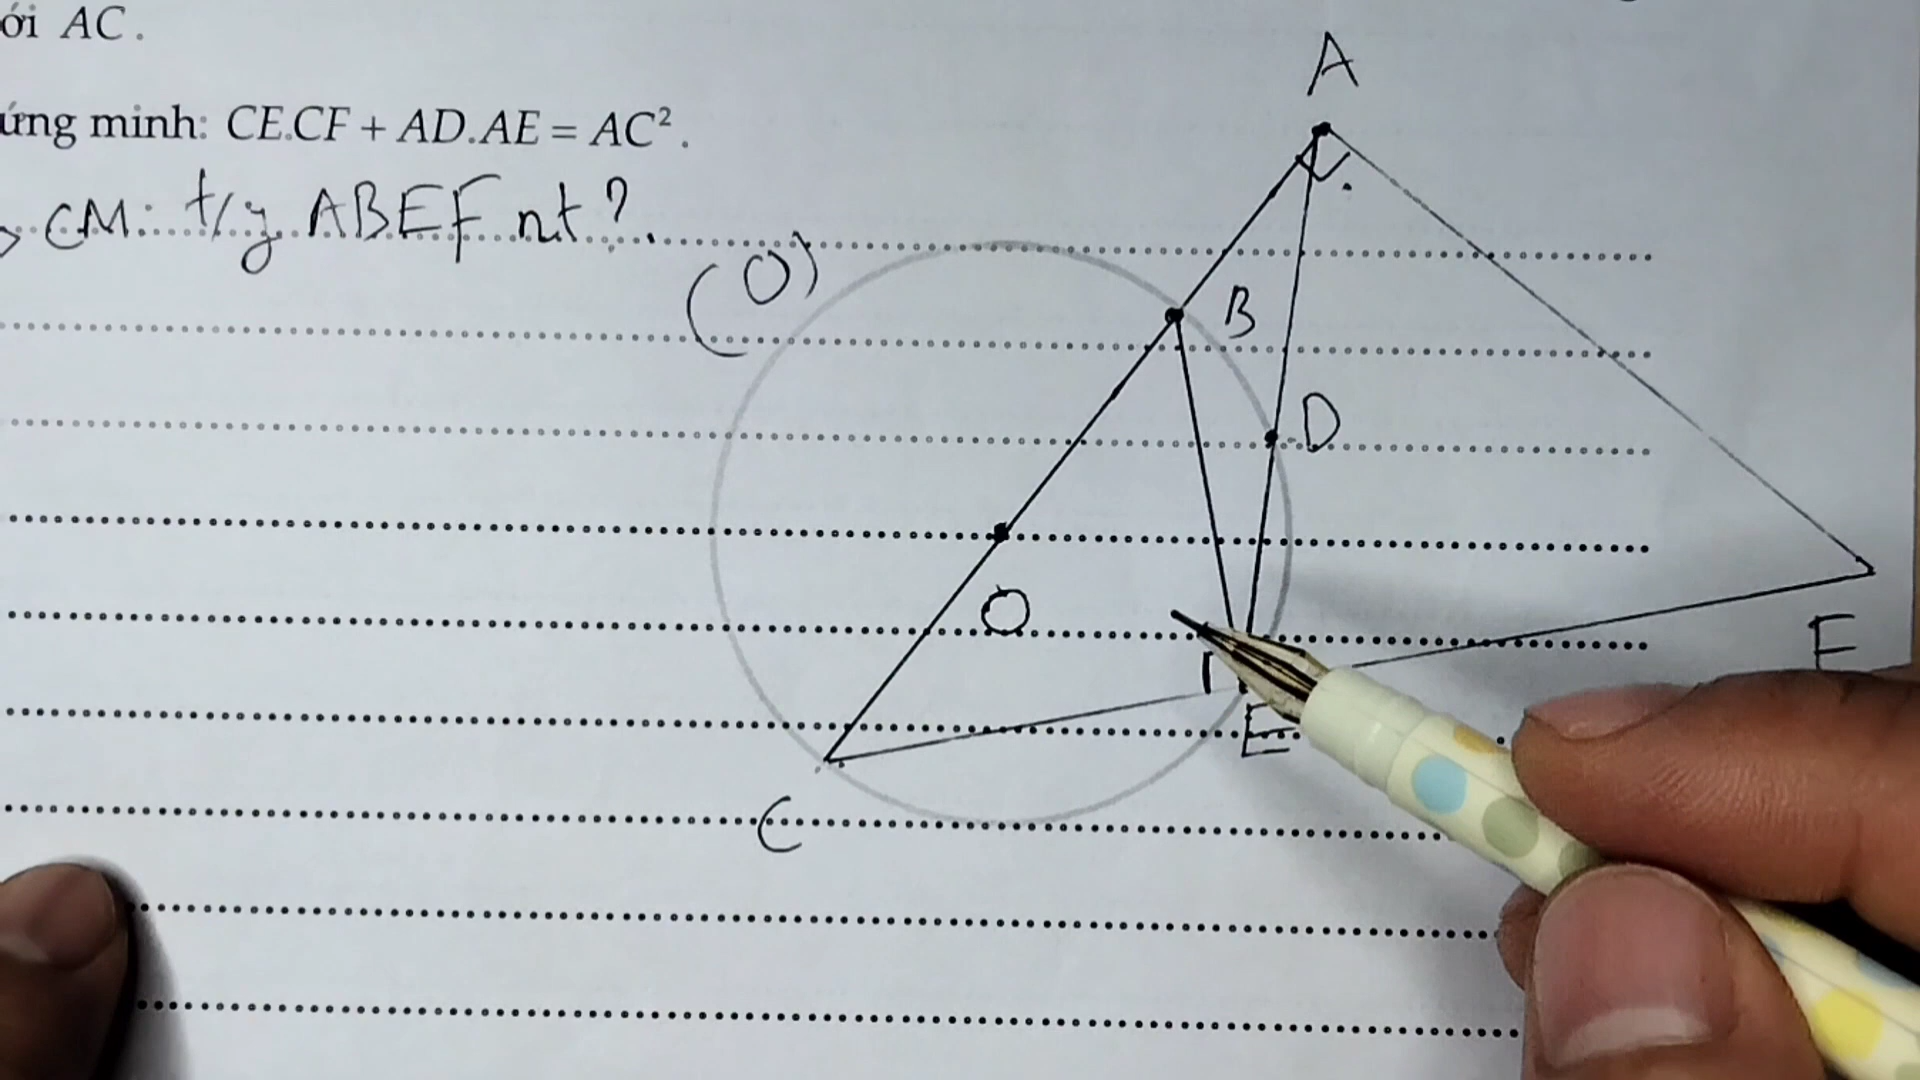 ới AC.
ứng minh: CE.CF + AD.AE = AC².
CM: t/g ABEF nt?
(O)
A
B
D
O
F
E
C